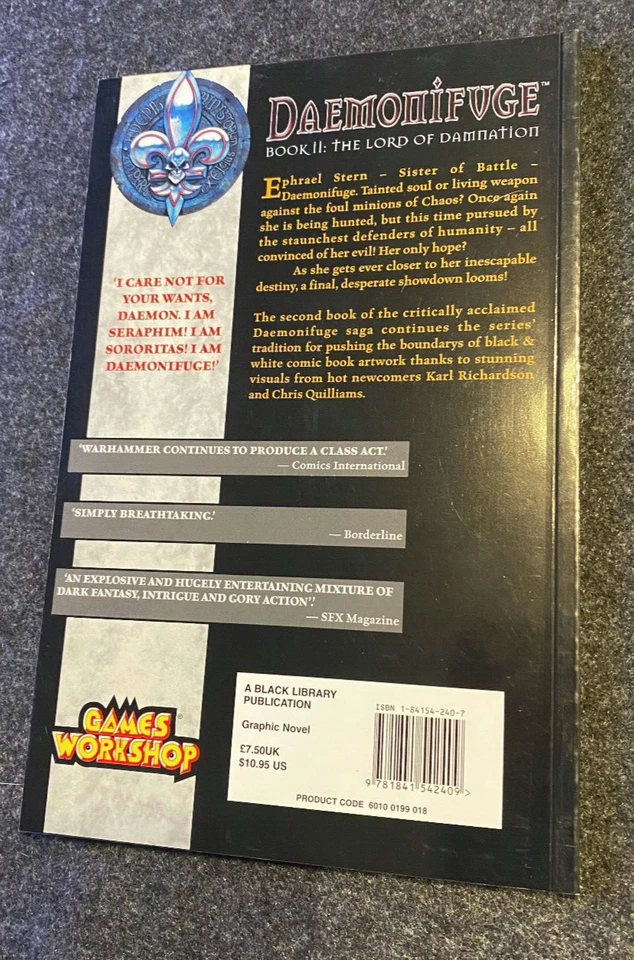 DAEMONIFUGE™
BOOK II: THE LORD OF DAMNATION
Ephrael Stern – Sister of Battle –
Daemonifuge. Tainted soul or living weapon
against the foul minions of Chaos? Once again
she is being hunted, but this time pursued by
the staunchest defenders of humanity – all
convinced of her evil! Her only hope?
As she gets ever closer to her inescapable
destiny, a final, desperate showdown looms!
The second book of the critically acclaimed
Daemonifuge saga continues the series'
tradition for pushing the boundarys of black &
white comic book artwork thanks to stunning
visuals from hot newcomers Karl Richardson
and Chris Quilliams.
'I CARE NOT FOR
YOUR WANTS,
DAEMON. I AM
SERAPHIM! I AM
SORORITAS! I AM
DAEMONIFUGE!'
'WARHAMMER CONTINUES TO PRODUCE A CLASS ACT.'
— Comics International
'SIMPLY BREATHTAKING.'
— Borderline
'AN EXPLOSIVE AND HUGELY ENTERTAINING MIXTURE OF
DARK FANTASY, INTRIGUE AND GORY ACTION''.
— SFX Magazine
GAMES
WORKSHOP
A BLACK LIBRARY
PUBLICATION
Graphic Novel
£7.50UK
$10.95 US
ISBN 1-84154-240-7
9 781841 542409 >
PRODUCT CODE 6010 0199 018